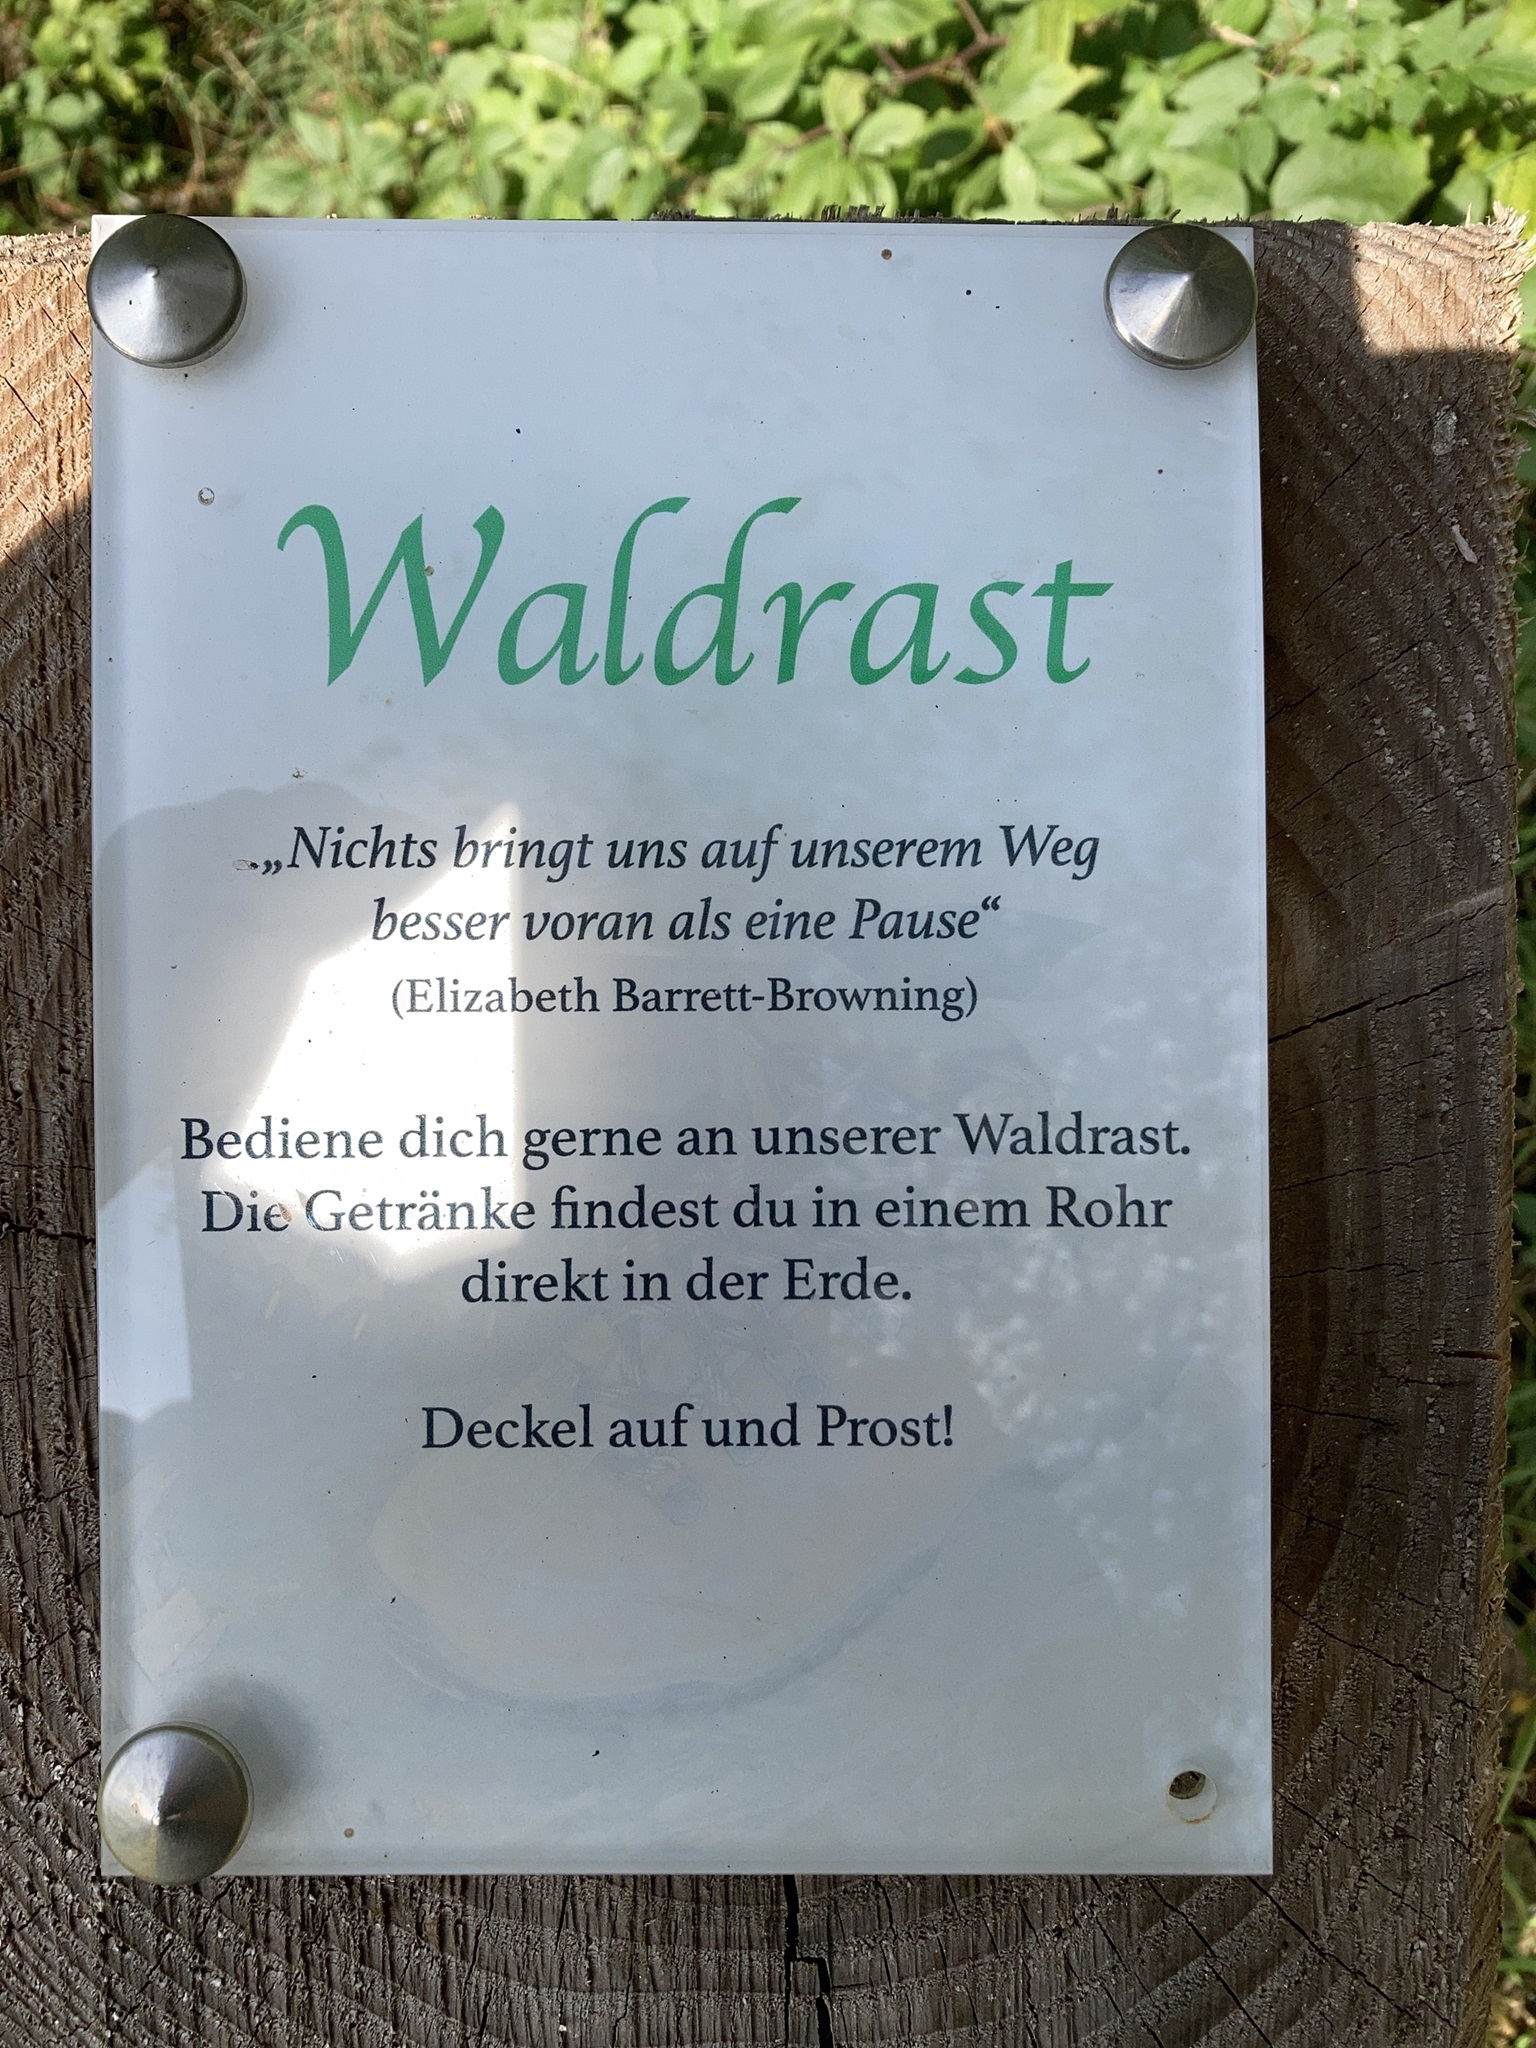 Waldrast
„Nichts bringt uns auf unserem Weg
besser voran als eine Pause“
(Elizabeth Barrett-Browning)
Bediene dich gerne an unserer Waldrast.
Die Getränke findest du in einem Rohr
direkt in der Erde.
Deckel auf und Prost!